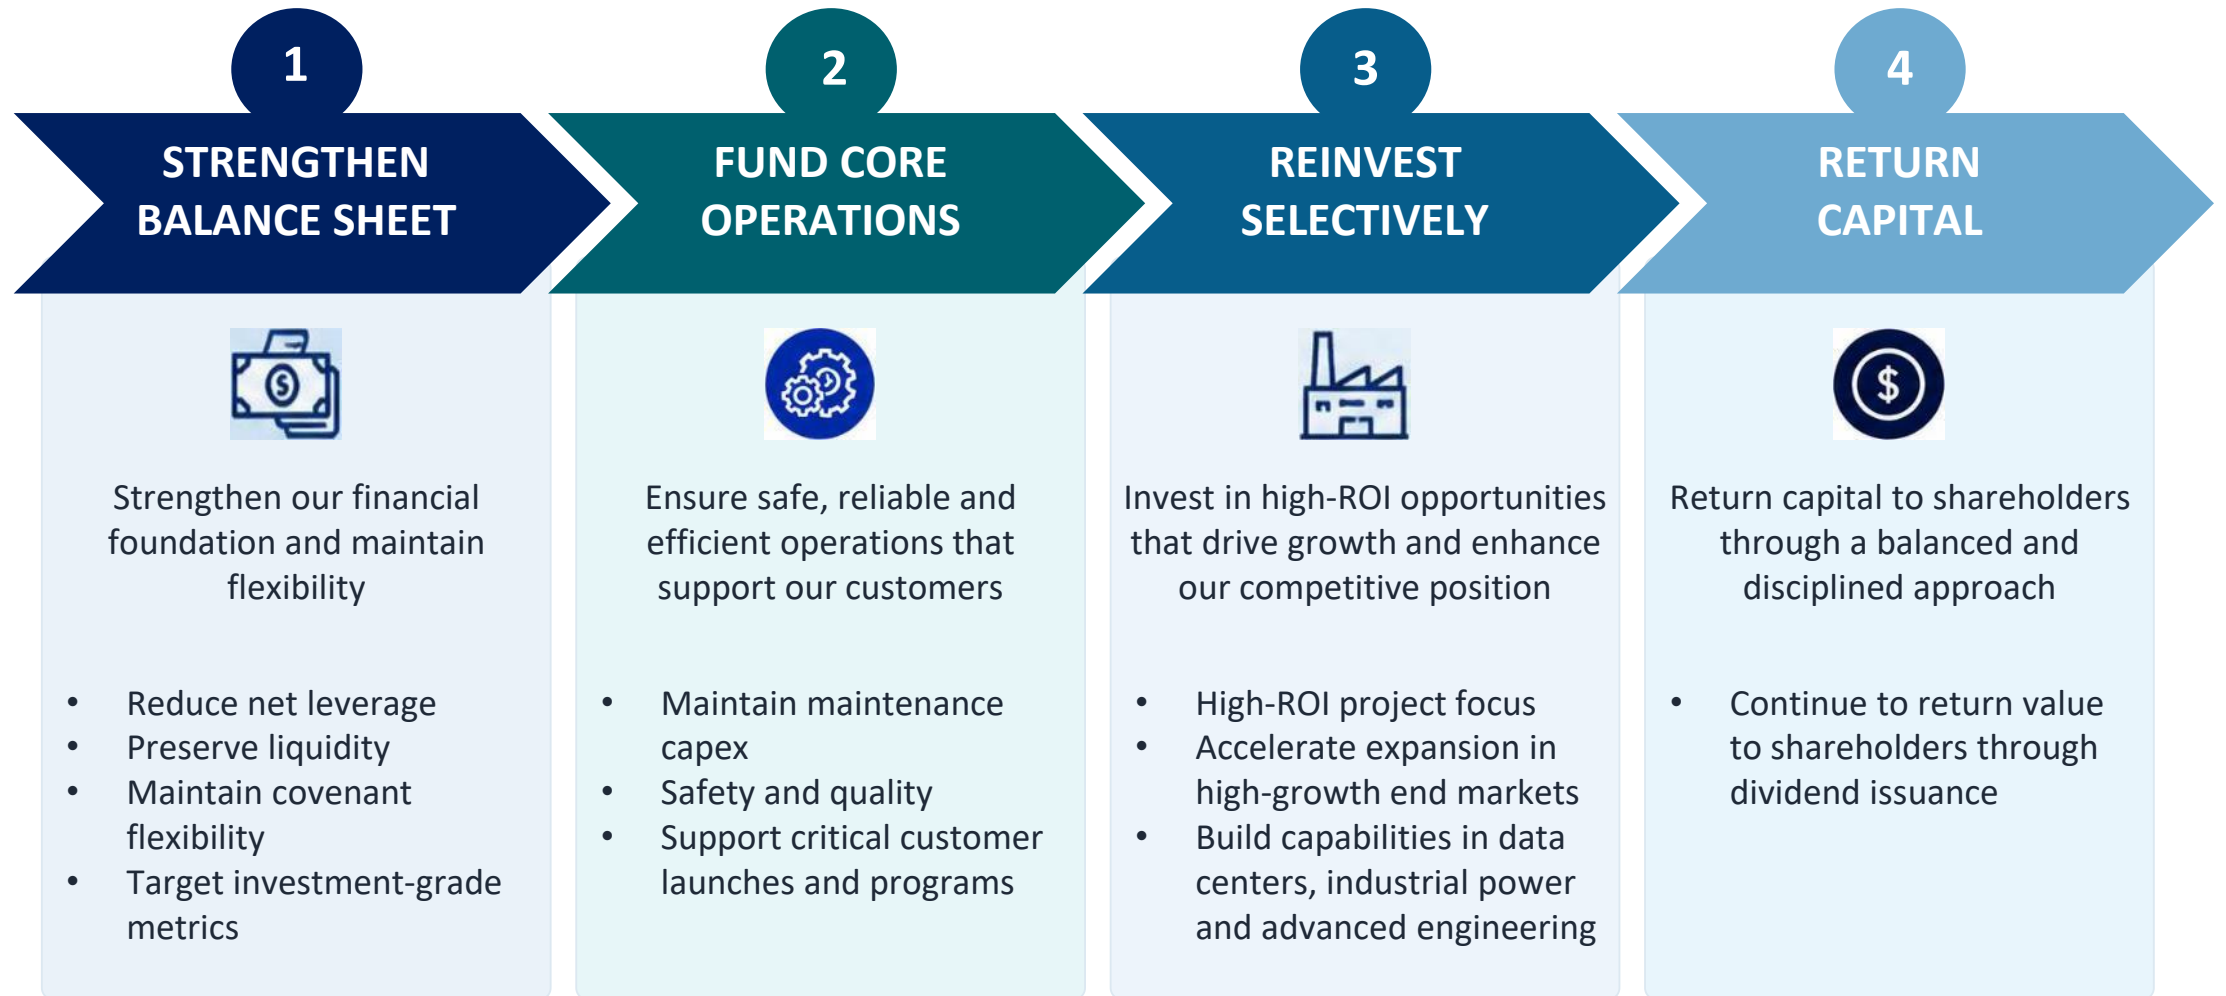 1
STRENGTHEN
BALANCE SHEET
Strengthen our financial
foundation and maintain
flexibility
• Reduce net leverage
• Preserve liquidity
• Maintain covenant
flexibility
• Target investment-grade
metrics
2
FUND CORE
OPERATIONS
Ensure safe, reliable and
efficient operations that
support our customers
• Maintain maintenance
capex
• Safety and quality
• Support critical customer
launches and programs
3
REINVEST
SELECTIVELY
Invest in high-ROI opportunities
that drive growth and enhance
our competitive position
• High-ROI project focus
• Accelerate expansion in
high-growth end markets
• Build capabilities in data
centers, industrial power
and advanced engineering
4
RETURN
CAPITAL
$
Return capital to shareholders
through a balanced and
disciplined approach
• Continue to return value
to shareholders through
dividend issuance